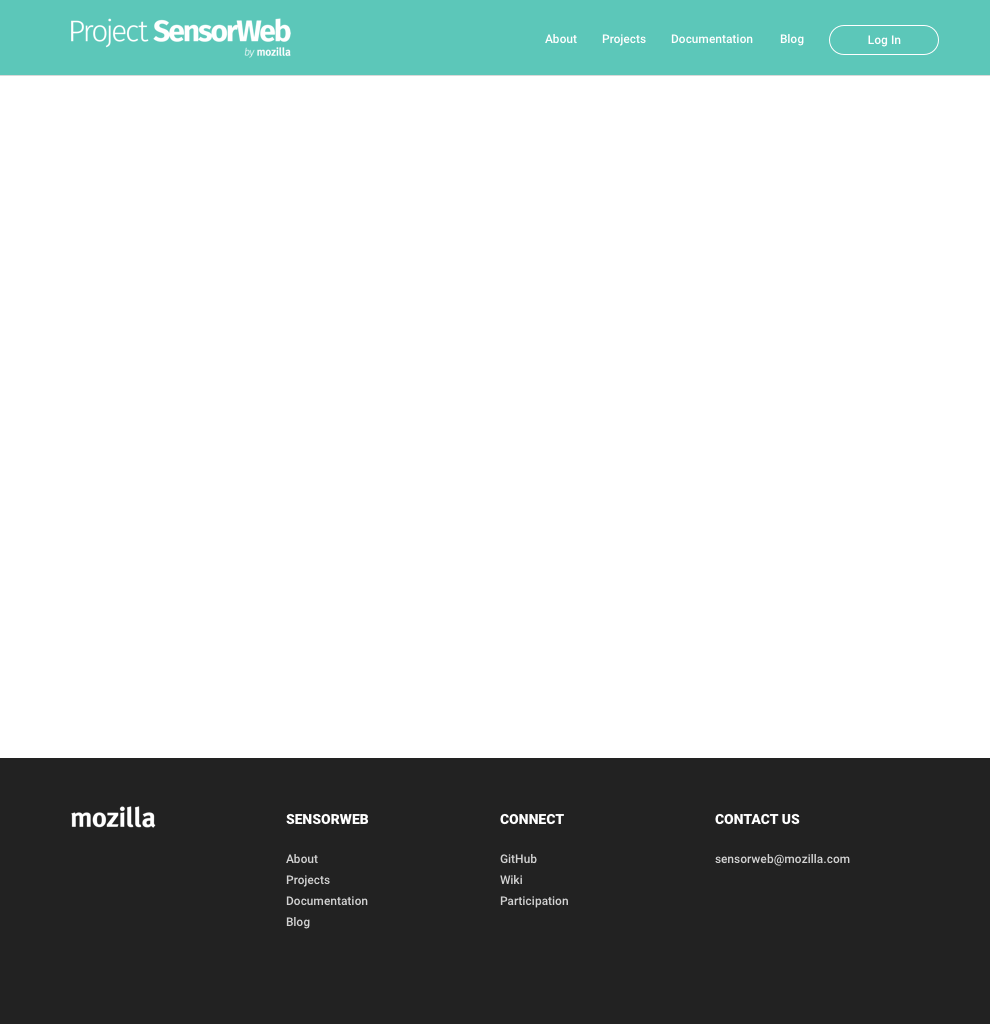 Project SensorWeb
by mozilla
About Projects Documentation Blog Log In
mozilla
SENSORWEB
About
Projects
Documentation
Blog
CONNECT
GitHub
Wiki
Participation
CONTACT US
sensorweb@mozilla.com